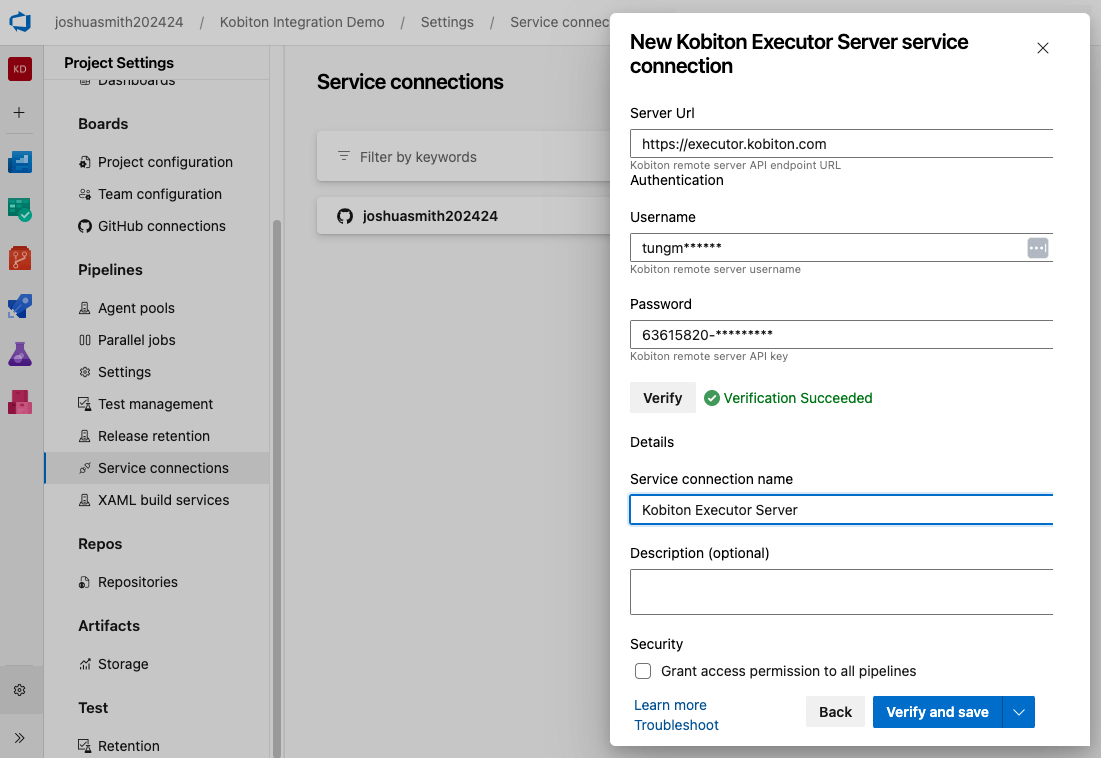 joshuasmith202424 / Kobiton Integration Demo / Settings / Service connec
KD
Project Settings
Dashboards
Boards
Project configuration
Team configuration
GitHub connections
Pipelines
Agent pools
Parallel jobs
Settings
Test management
Release retention
Service connections
XAML build services
Repos
Repositories
Artifacts
Storage
Test
Retention
Service connections
Filter by keywords
joshuasmith202424
New Kobiton Executor Server service
connection
Server Url
https://executor.kobiton.com
Kobiton remote server API endpoint URL
Authentication
Username
tungm******
Kobiton remote server username
Password
63615820-*********
Kobiton remote server API key
Verify
Verification Succeeded
Details
Service connection name
Kobiton Executor Server
Description (optional)
Security
Grant access permission to all pipelines
Learn more
Troubleshoot
Back
Verify and save